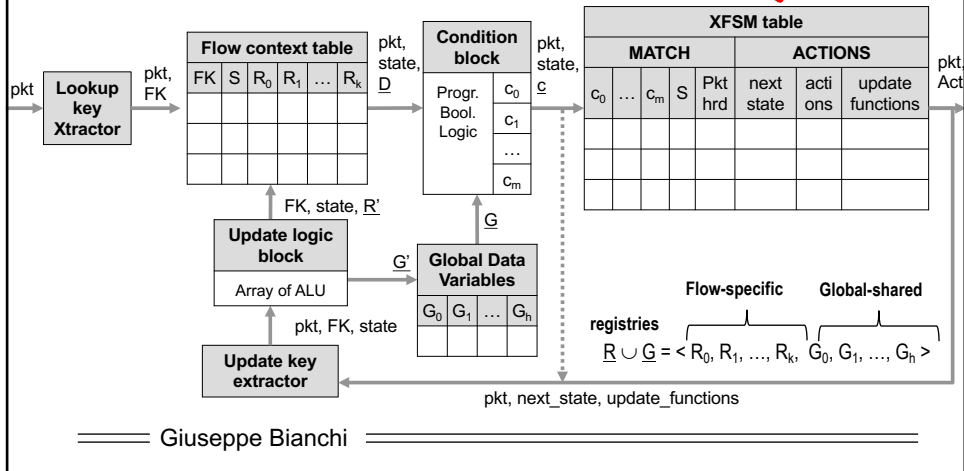 pkt
Lookup
key
Xtractor
pkt,
FK
Flow context table
FK S R0 R1 … Rk
pkt,
state,
D
Condition
block
Progr.
Bool.
Logic
c0
c1
…
cm
pkt,
state,
c
XFSM table
MATCH ACTIONS
c0 … cm S Pkt hrd next state acti ons update functions
pkt,
Act
FK, state, R'
Update logic
block
Array of ALU
G'
G
Global Data
Variables
G0 G1 … Gh
pkt, FK, state
Update key
extractor
Flow-specific Global-shared
registries
R ∪ G = < R0, R1, …, Rk, G0, G1, …, Gh >
pkt, next_state, update_functions
Giuseppe Bianchi